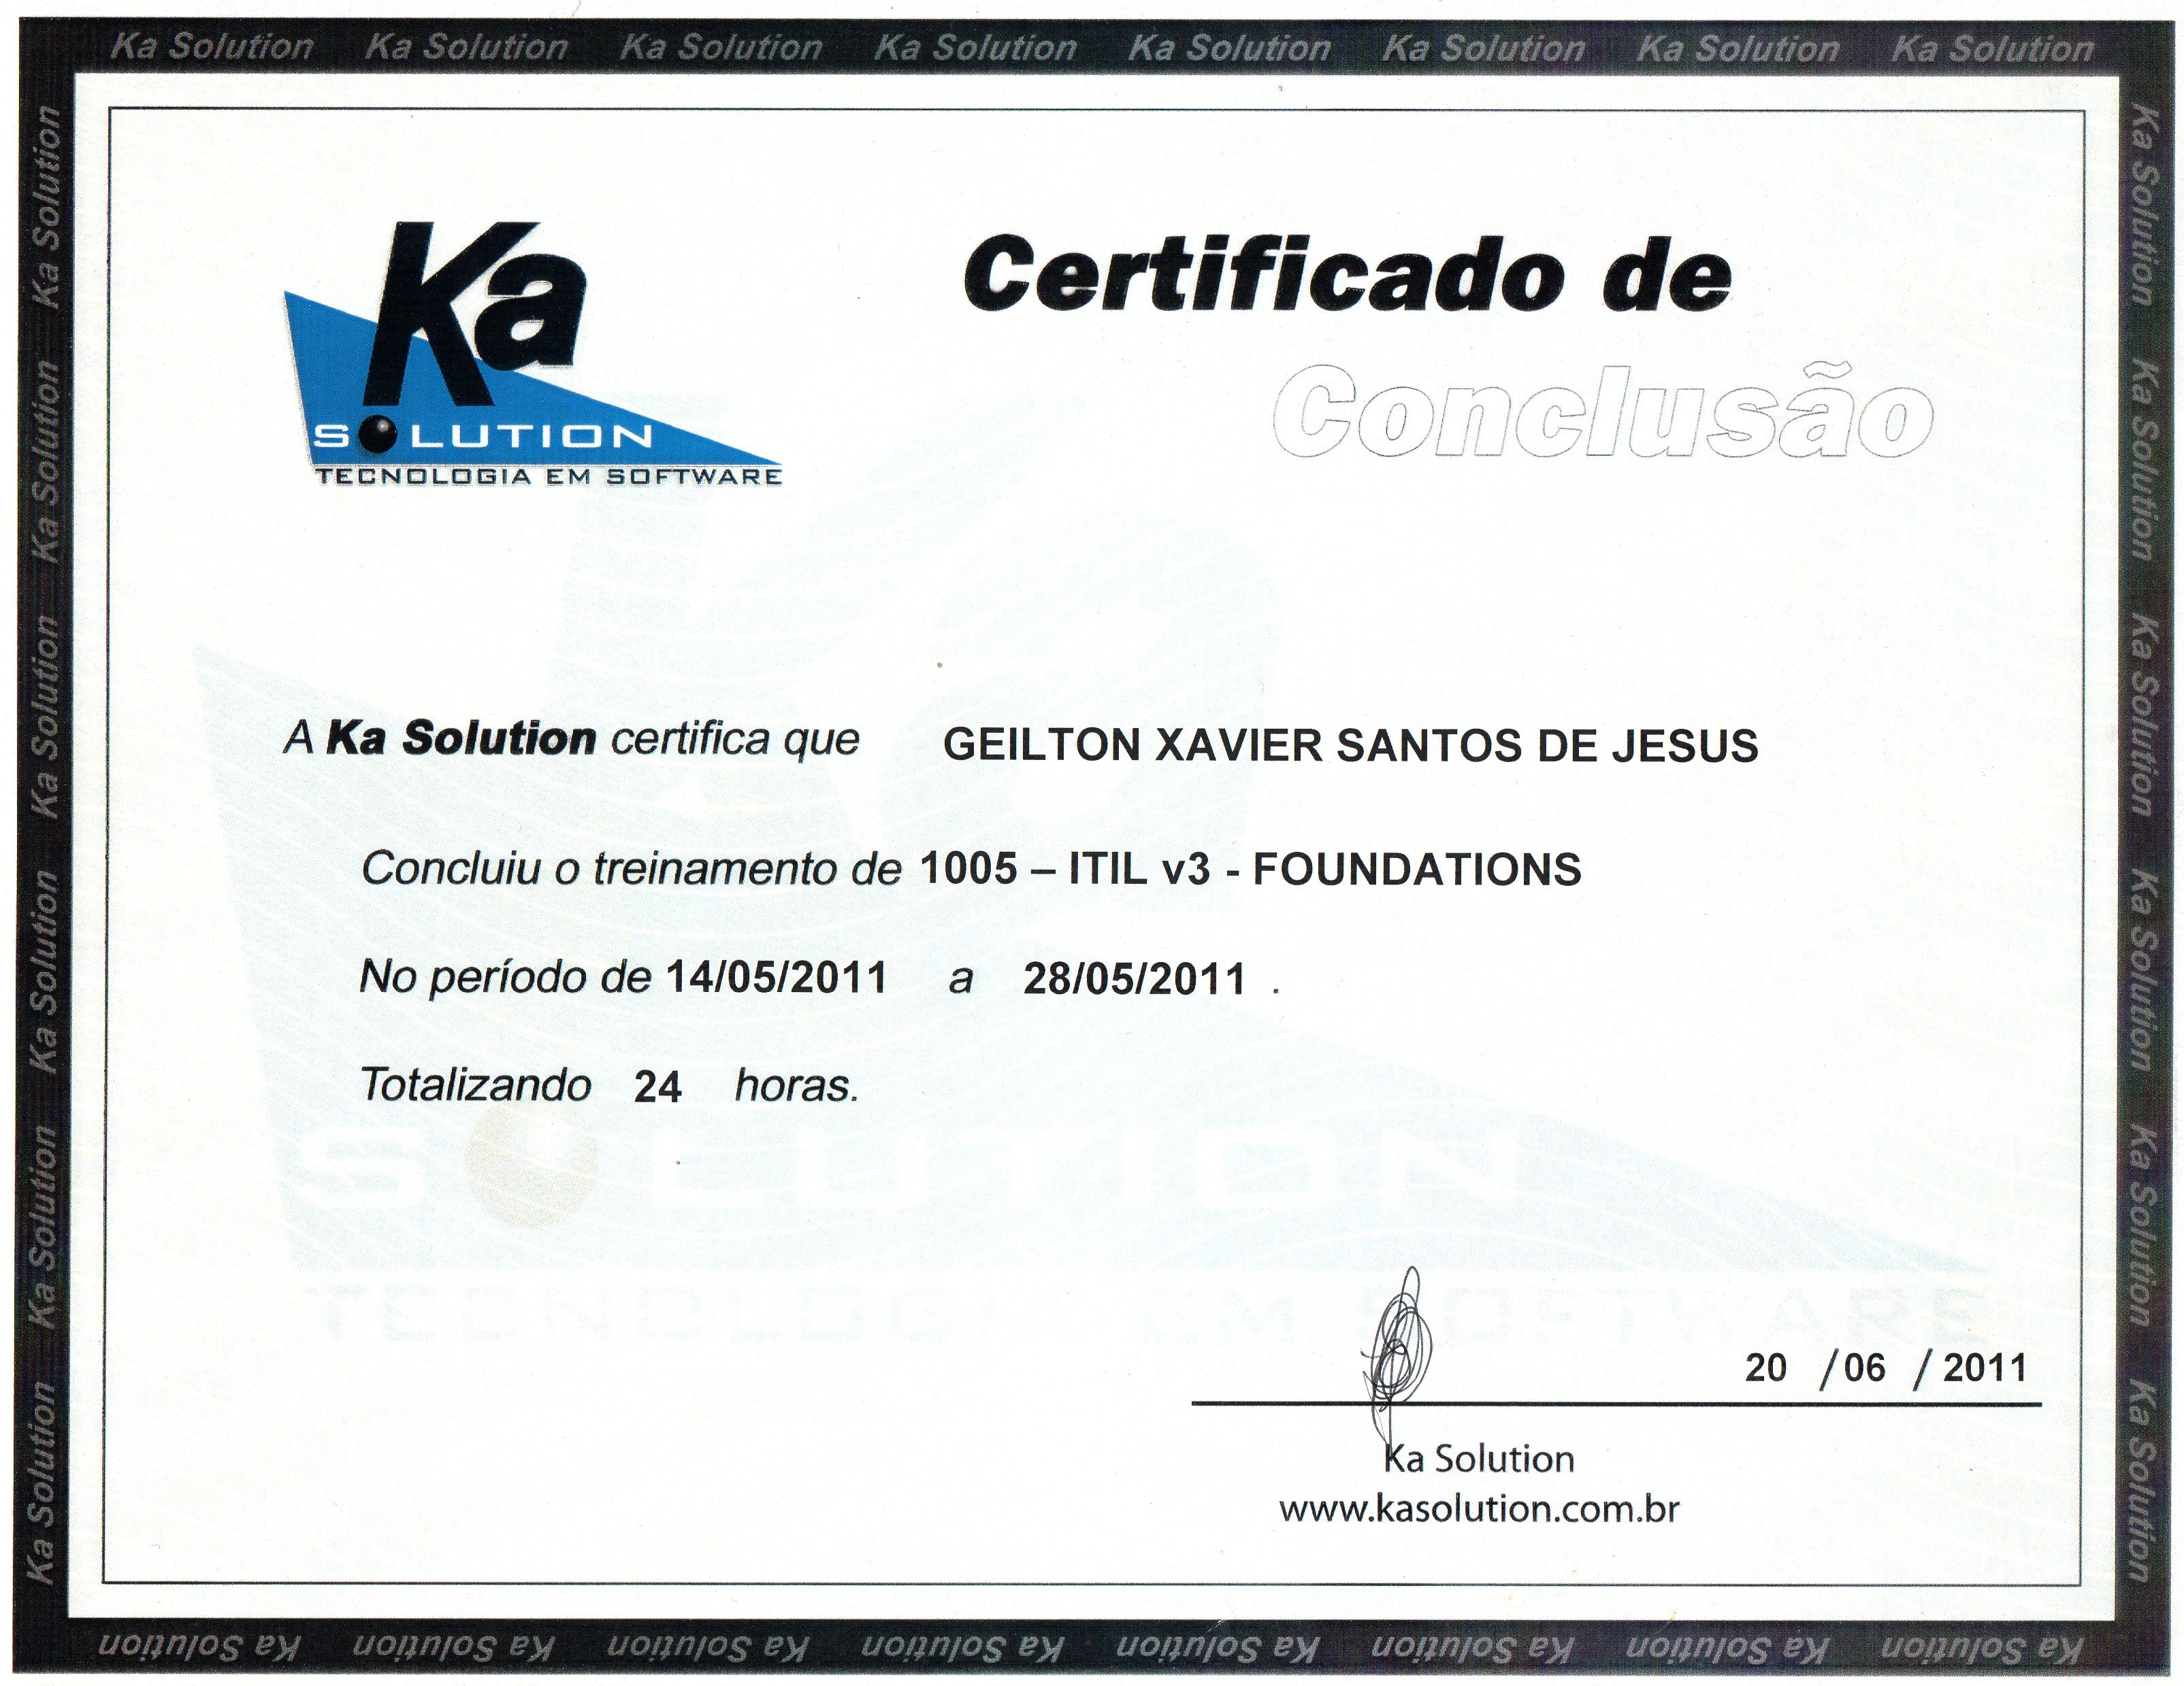 Ka Solution Ka Solution Ka Solution Ka Solution Ka Solution Ka Solution Ka Solution Ka Solution
Ka Solution Ka Solution Ka Solution Ka Solution Ka Solution Ka Solution
Ka Solution Ka Solution Ka Solution Ka Solution Ka Solution Ka Solution
Ka
SOLUTION
TECNOLOGIA EM SOFTWARE
Certificado de
Conclusão
A Ka Solution certifica que GEILTON XAVIER SANTOS DE JESUS
Concluiu o treinamento de 1005 – ITIL v3 - FOUNDATIONS
No período de 14/05/2011 a 28/05/2011 .
Totalizando 24 horas.
Ka
SOLUTION
TECNOLOGIA EM SOFTWARE
20 / 06 / 2011
Ka Solution
www.kasolution.com.br
Ka Solution Ka Solution Ka Solution Ka Solution Ka Solution Ka Solution Ka Solution Ka Solution